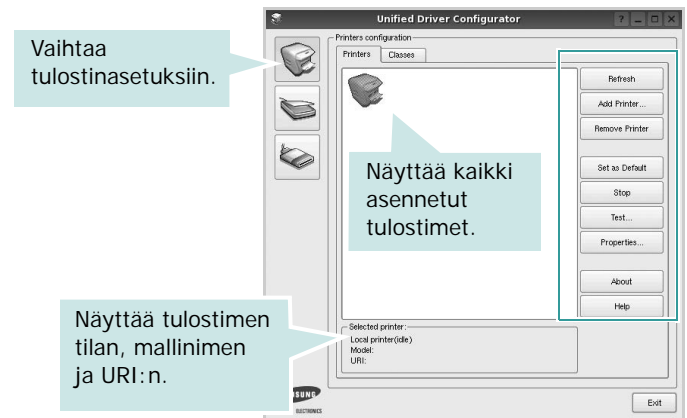 Unified Driver Configurator
Printers configuration
Printers
Classes
Vaihtaa
tulostinasetuksiin.
Refresh
Add Printer...
Remove Printer
Set as Default
Stop
Test...
Properties...
About
Help
Näyttää kaikki
asennetut
tulostimet.
Näyttää tulostimen
tilan, mallinimen
ja URI:n.
Selected printer:
Local printer(idle)
Model:
URI:
ELECTRONICS
Exit